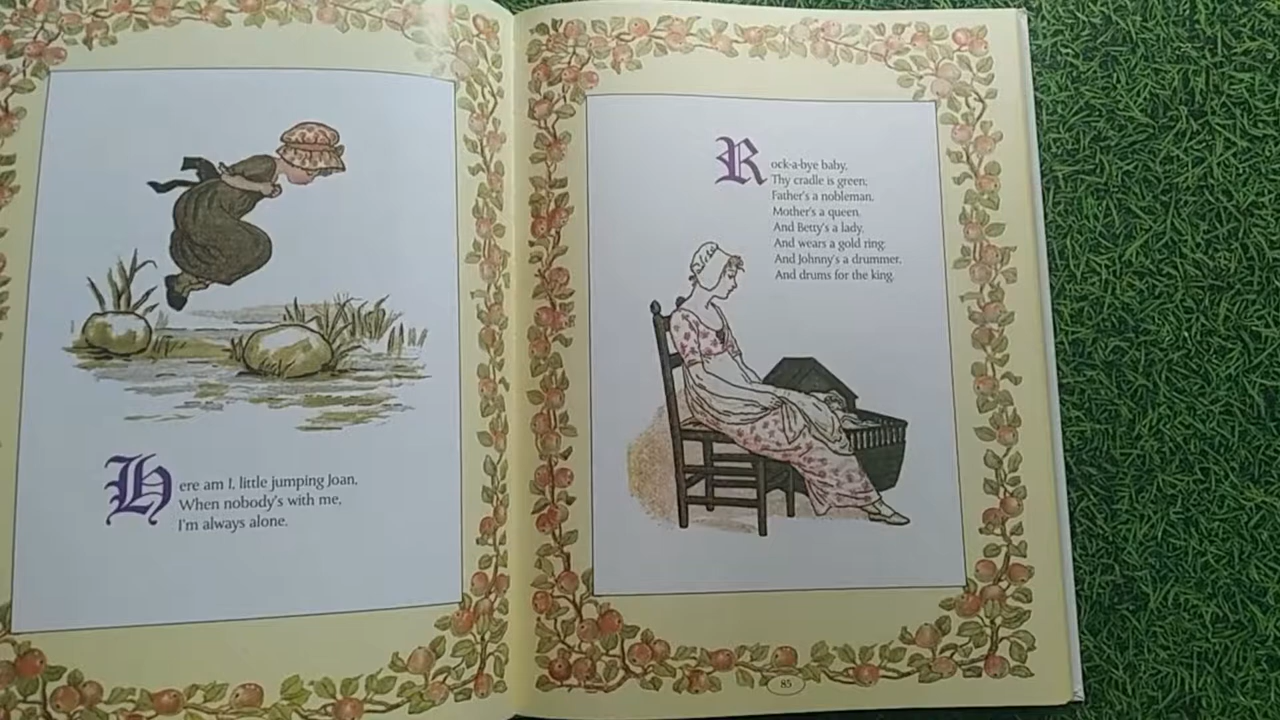 Here am I, little jumping Joan,
When nobody's with me,
I'm always alone.
Rock-a-bye baby,
Thy cradle is green;
Father's a nobleman,
Mother's a queen.
And Betty's a lady,
And wears a gold ring;
And Johnny's a drummer,
And drums for the king.
85